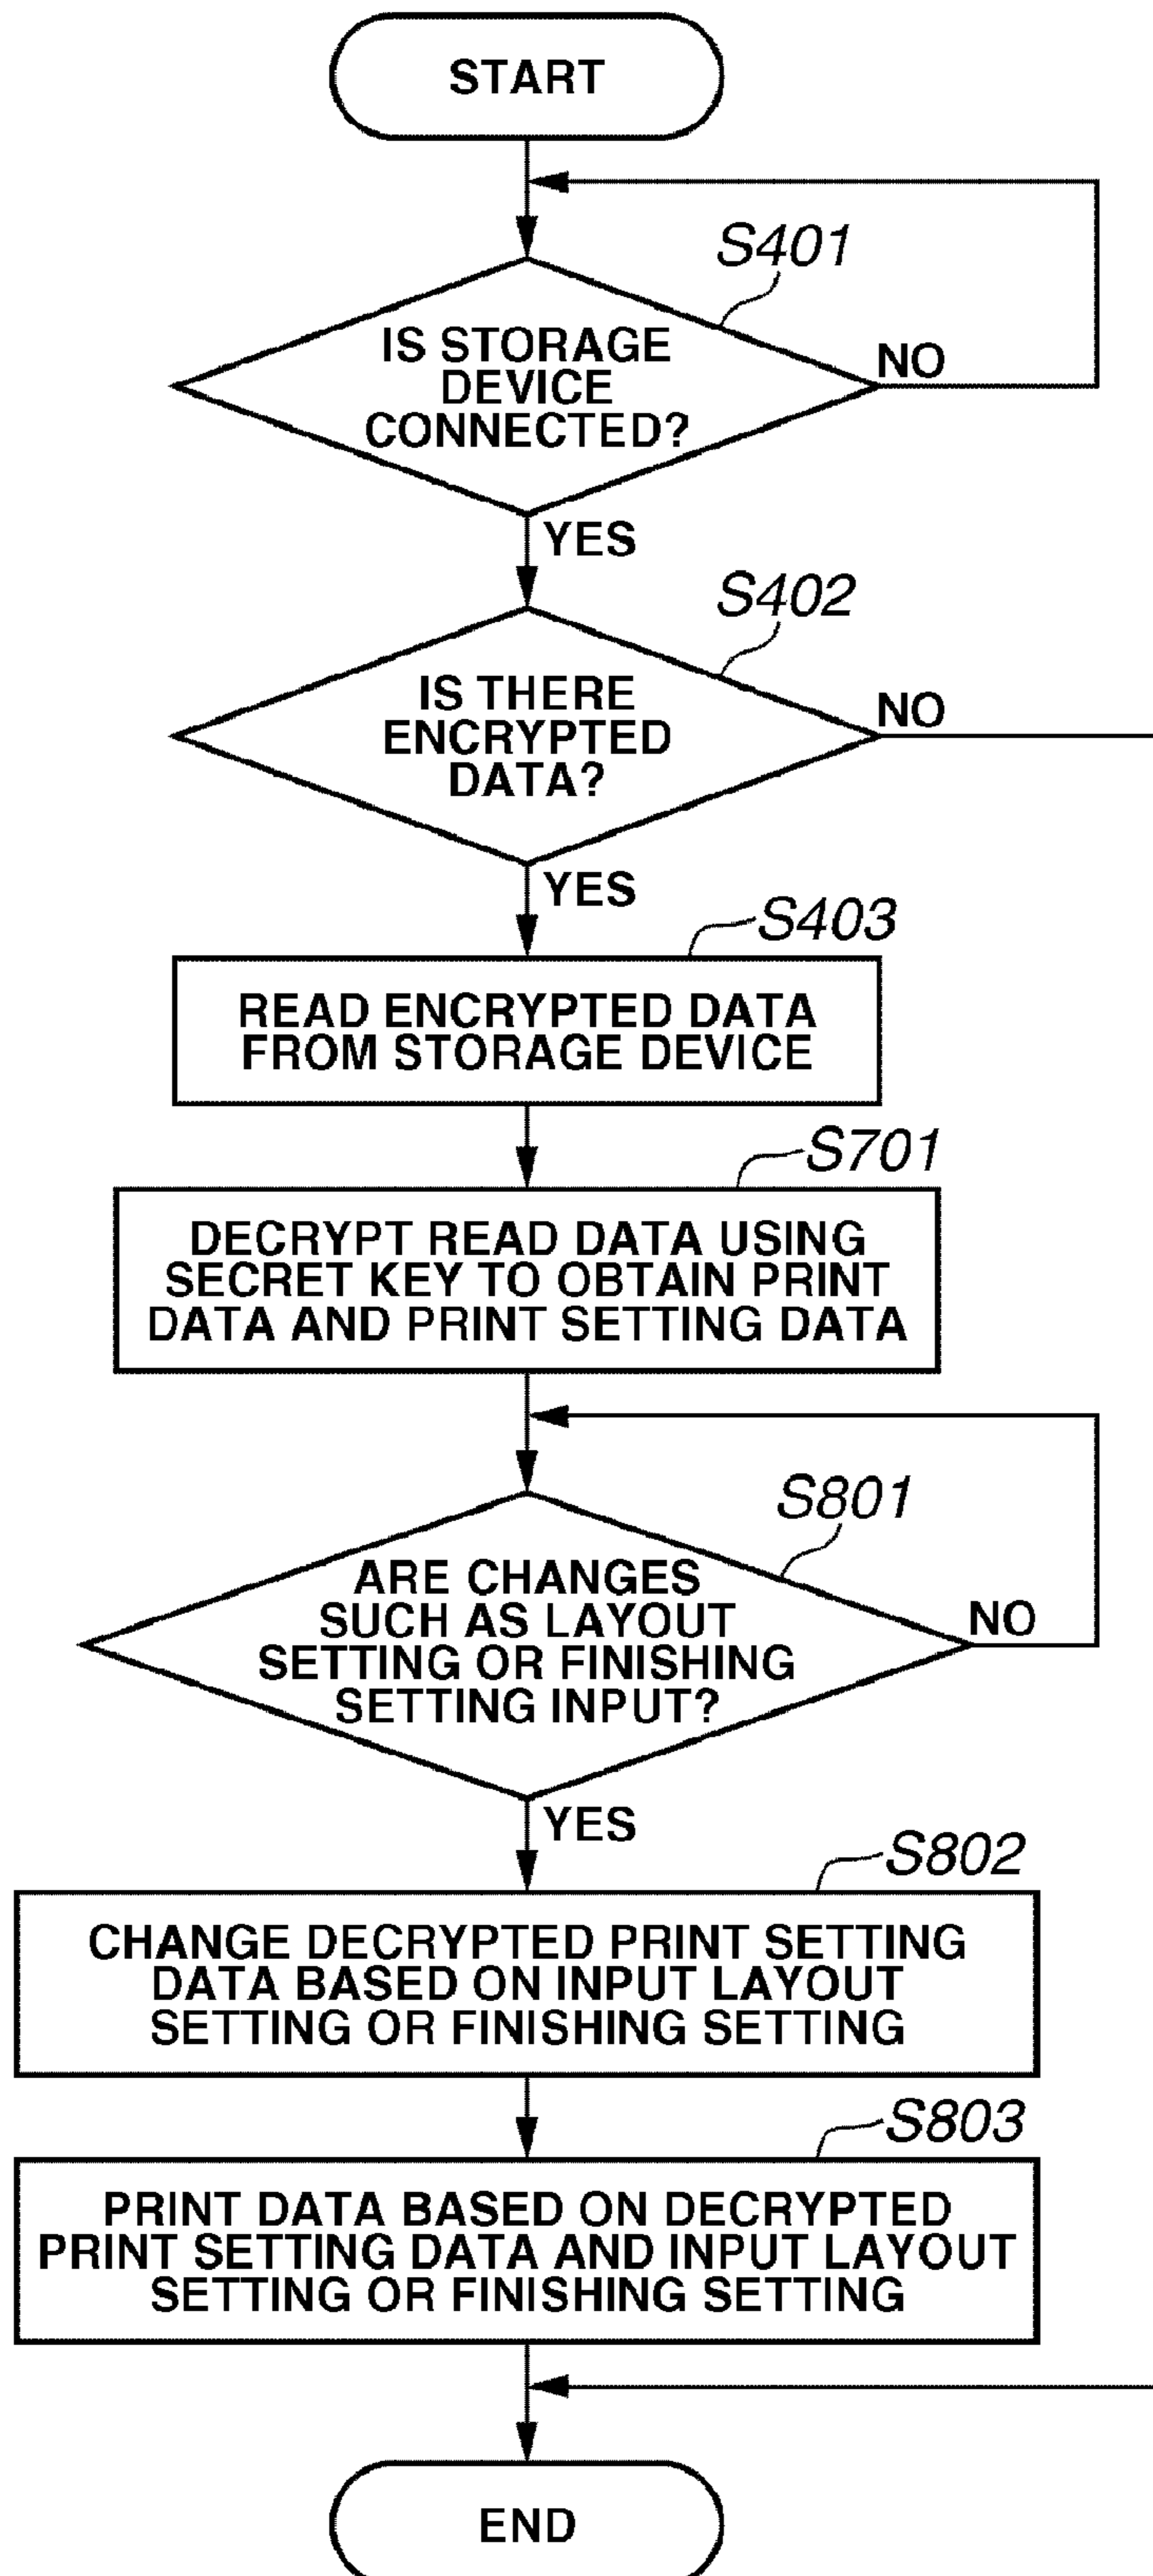 START
S401
IS STORAGE
DEVICE
CONNECTED?
NO
YES
S402
IS THERE
ENCRYPTED
DATA?
NO
YES
S403
READ ENCRYPTED DATA
FROM STORAGE DEVICE
S701
DECRYPT READ DATA USING
SECRET KEY TO OBTAIN PRINT
DATA AND PRINT SETTING DATA
S801
ARE CHANGES
SUCH AS LAYOUT
SETTING OR FINISHING
SETTING INPUT?
NO
YES
S802
CHANGE DECRYPTED PRINT SETTING
DATA BASED ON INPUT LAYOUT
SETTING OR FINISHING SETTING
S803
PRINT DATA BASED ON DECRYPTED
PRINT SETTING DATA AND INPUT LAYOUT
SETTING OR FINISHING SETTING
END